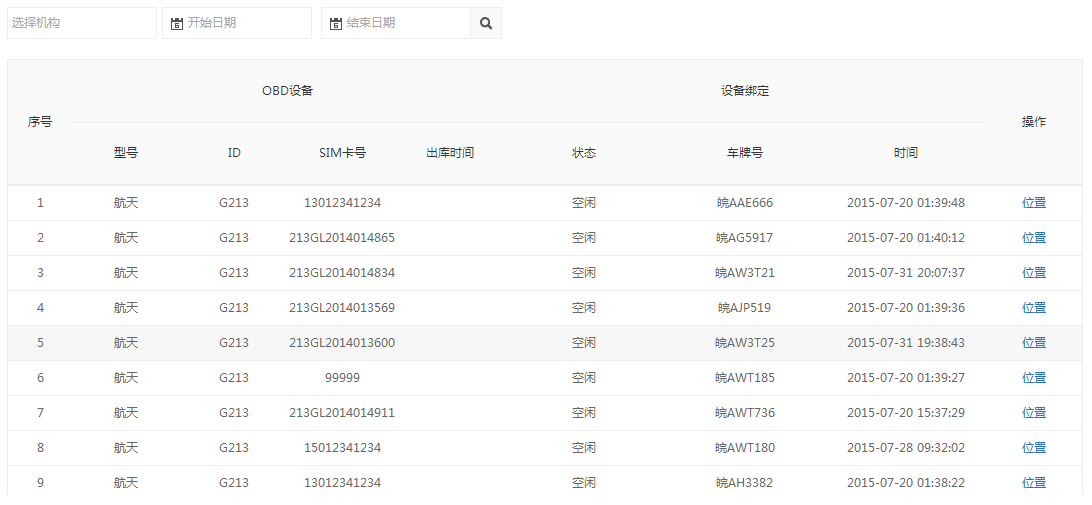 选择机构 开始日期 结束日期
OBD设备 设备绑定
序号 操作
型号 ID SIM卡号 出库时间 状态 车牌号 时间
1 航天 G213 13012341234 空闲 皖AAE666 2015-07-20 01:39:48 位置
2 航天 G213 213GL2014014865 空闲 皖AG5917 2015-07-20 01:40:12 位置
3 航天 G213 213GL2014014834 空闲 皖AW3T21 2015-07-31 20:07:37 位置
4 航天 G213 213GL2014013569 空闲 皖AJP519 2015-07-20 01:39:36 位置
5 航天 G213 213GL2014013600 空闲 皖AW3T25 2015-07-31 19:38:43 位置
6 航天 G213 99999 空闲 皖AWT185 2015-07-20 01:39:27 位置
7 航天 G213 213GL2014014911 空闲 皖AWT736 2015-07-20 15:37:29 位置
8 航天 G213 15012341234 空闲 皖AWT180 2015-07-28 09:32:02 位置
9 航天 G213 13012341234 空闲 皖AH3382 2015-07-20 01:38:22 位置